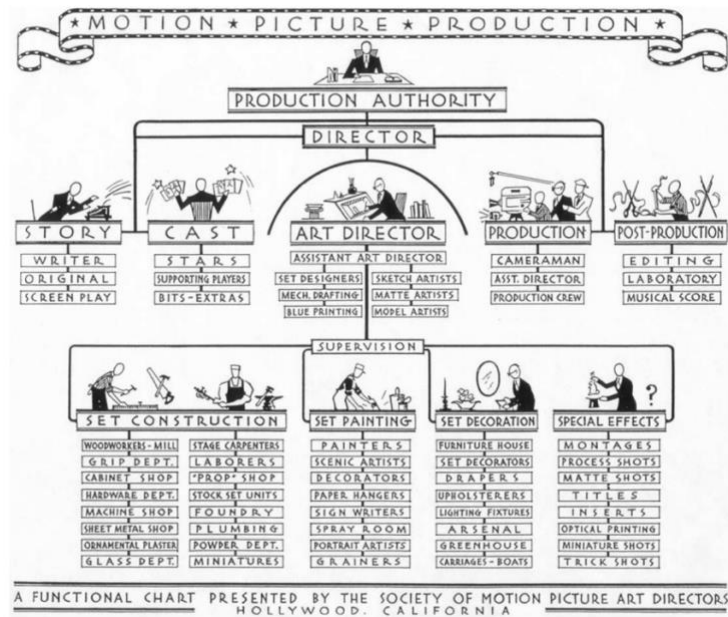 ★ MOTION ★ PICTURE ★ PRODUCTION ★
PRODUCTION AUTHORITY
DIRECTOR
STORY
WRITER
ORIGINAL
SCREEN PLAY
CAST
STARS
SUPPORTING PLAYERS
BITS-EXTRAS
ART DIRECTOR
ASSISTANT ART DIRECTOR
SET DESIGNERS
MECH. DRAFTING
BLUE PRINTING
SKETCH ARTISTS
MATTE ARTISTS
MODEL ARTISTS
PRODUCTION
CAMERAMAN
ASST. DIRECTOR
PRODUCTION CREW
POST-PRODUCTION
EDITING
LABORATORY
MUSICAL SCORE
SUPERVISION
SET CONSTRUCTION
WOODWORKERS-MILL
GRIP DEPT.
CABINET SHOP
HARDWARE DEPT.
MACHINE SHOP
SHEET METAL SHOP
ORNAMENTAL PLASTER
GLASS DEPT.
STAGE CARPENTERS
LABORERS
"PROP" SHOP
STOCK SET UNITS
FOUNDRY
PLUMBING
POWDER DEPT.
MINIATURES
SET PAINTING
PAINTERS
SCENIC ARTISTS
DECORATORS
PAPER HANGERS
SIGN WRITERS
SPRAY ROOM
PORTRAIT ARTISTS
GRAINERS
SET DECORATION
FURNITURE HOUSE
SET DECORATORS
DRAPERS
UPHOLSTERERS
LIGHTING FIXTURES
ARSENAL
GREENHOUSE
CARRIAGES-BOATS
?
SPECIAL EFFECTS
MONTAGES
PROCESS SHOTS
MATTE SHOTS
TITLES
INSERTS
OPTICAL PRINTING
MINIATURE SHOTS
TRICK SHOTS
A FUNCTIONAL CHART PRESENTED BY THE SOCIETY OF MOTION PICTURE ART DIRECTORS
HOLLYWOOD. CALIFORNIA